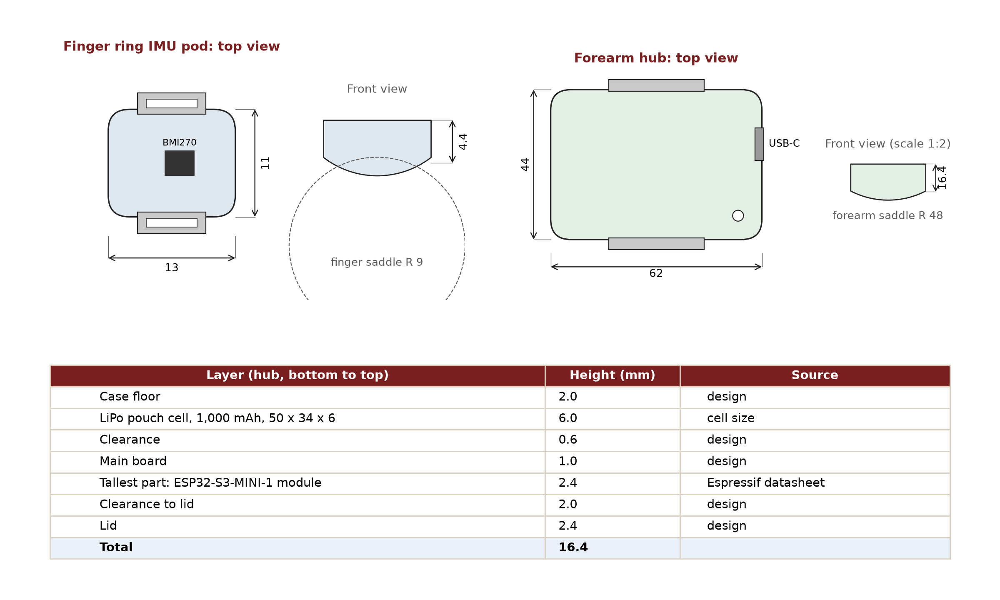 Finger ring IMU pod: top view
Forearm hub: top view
Front view
BMI270
4.4
11
13
finger saddle R 9
44
USB-C
Front view (scale 1:2)
16.4
forearm saddle R 48
62
Layer (hub, bottom to top) Height (mm) Source
Case floor 2.0 design
LiPo pouch cell, 1,000 mAh, 50 x 34 x 6 6.0 cell size
Clearance 0.6 design
Main board 1.0 design
Tallest part: ESP32-S3-MINI-1 module 2.4 Espressif datasheet
Clearance to lid 2.0 design
Lid 2.4 design
Total 16.4